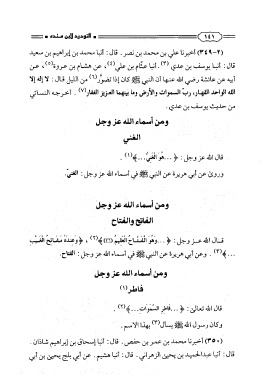 ١٤١ التوحيد لابن منده
(٢-٣٤٩) أخبرنا علي بن محمد بن نصر. قال: أنبا محمد بن إبراهيم بن سعيد
قال: أنبا يوسف بن عدي (٣). أنبا عثام بن علي (٤)، عن هشام بن عروة (٥)، عن
أبيه عن عائشة رضي الله عنها أن النبي ﷺ كان إذا تضور (٦) من الليل قال: لا إله إلا
الله الواحد القهار، رب السموات والأرض وما بينهما العزيز الغفار (٧). أخرجه النسائي
من حديث يوسف بن عدي.
ومن أسماء الله عز وجل
الغني
قال الله عز وجل: ﴿ ...هُوَ الْغَنِيُّ...﴾ (١).
وروي عن أبي هريرة عن النبي ﷺ في أسماء الله عز وجل: الغني.
ومن أسماء الله عز وجل
الفاتح والفتاح
قال الله عز وجل: ﴿ ...وَهُوَ الْفَتَّاحُ الْعَلِيمُ﴾ (٢)، ﴿ وَعِندَهُ مَفَاتِحُ الْغَيْبِ
...﴾ (٣). وعن أبي هريرة عن النبي ﷺ في أسماء الله عز وجل: الفتاح.
ومن أسماء الله عز وجل
فاطر (١)
قال الله تعالى: ﴿ ...فَاطِرِ السَّمَوَاتِ...﴾ (٢).
وكان رسول الله ﷺ يسأل (٣) بهذا الاسم.
(٣٥٠) أخبرنا محمد بن عمر بن حفص. قال: أنبا إسحاق بن إبراهيم شاذان.
قال: أنبا عبدالحميد بن يحيى الزهراني. قال: أنبا هشيم. عن أبي بلج يحيى بن أبي